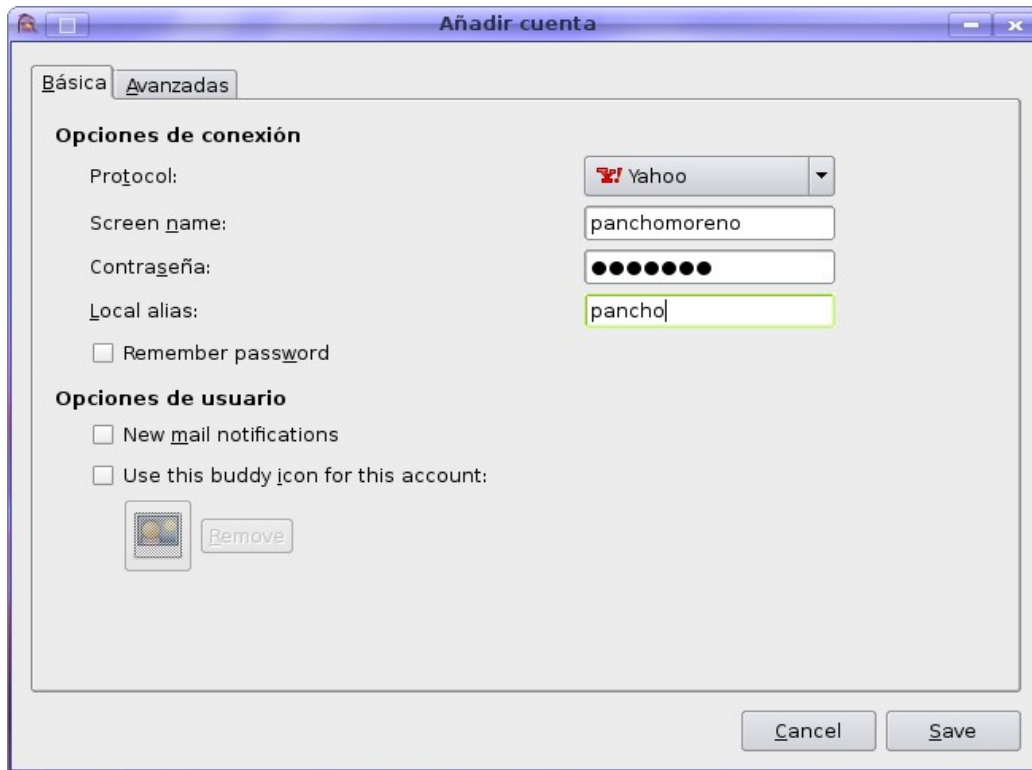 Añadir cuenta
Básica Avanzadas
Opciones de conexión
Protocol: Yahoo
Screen name: panchomoreno
Contraseña: ●●●●●●●
Local alias: pancho
Remember password
Opciones de usuario
New mail notifications
Use this buddy icon for this account:
Remove
Cancel Save